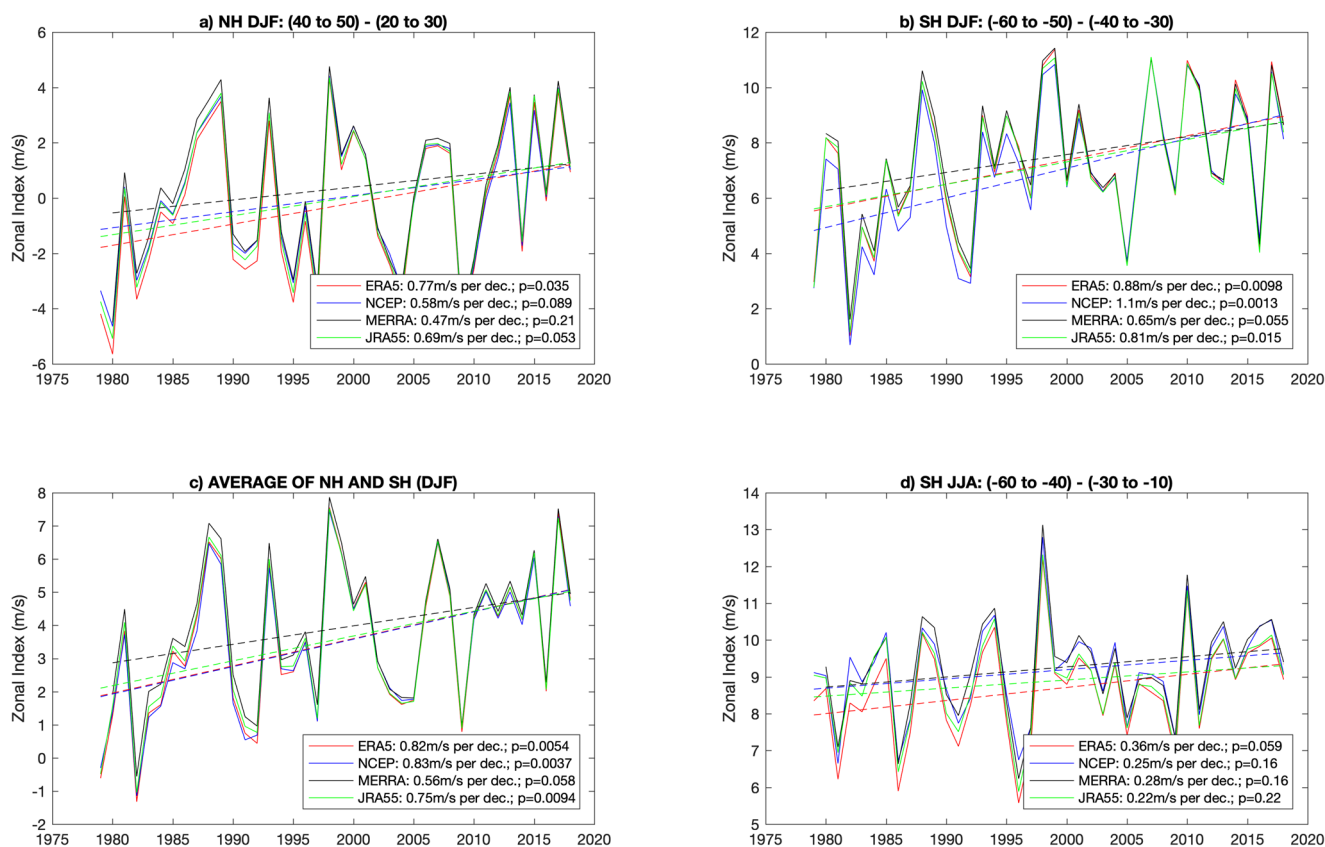 a) NH DJF: (40 to 50) - (20 to 30)
6
4
2
0
-2
-4
-6
Zonal Index (m/s)
ERA5: 0.77m/s per dec.; p=0.035
NCEP: 0.58m/s per dec.; p=0.089
MERRA: 0.47m/s per dec.; p=0.21
JRA55: 0.69m/s per dec.; p=0.053
1975 1980 1985 1990 1995 2000 2005 2010 2015 2020
b) SH DJF: (-60 to -50) - (-40 to -30)
12
10
8
6
4
2
0
Zonal Index (m/s)
ERA5: 0.88m/s per dec.; p=0.0098
NCEP: 1.1m/s per dec.; p=0.0013
MERRA: 0.65m/s per dec.; p=0.055
JRA55: 0.81m/s per dec.; p=0.015
1975 1980 1985 1990 1995 2000 2005 2010 2015 2020
c) AVERAGE OF NH AND SH (DJF)
8
7
6
5
4
3
2
1
0
-1
-2
Zonal Index (m/s)
ERA5: 0.82m/s per dec.; p=0.0054
NCEP: 0.83m/s per dec.; p=0.0037
MERRA: 0.56m/s per dec.; p=0.058
JRA55: 0.75m/s per dec.; p=0.0094
1975 1980 1985 1990 1995 2000 2005 2010 2015 2020
d) SH JJA: (-60 to -40) - (-30 to -10)
14
13
12
11
10
9
8
7
6
5
Zonal Index (m/s)
ERA5: 0.36m/s per dec.; p=0.059
NCEP: 0.25m/s per dec.; p=0.16
MERRA: 0.28m/s per dec.; p=0.16
JRA55: 0.22m/s per dec.; p=0.22
1975 1980 1985 1990 1995 2000 2005 2010 2015 2020